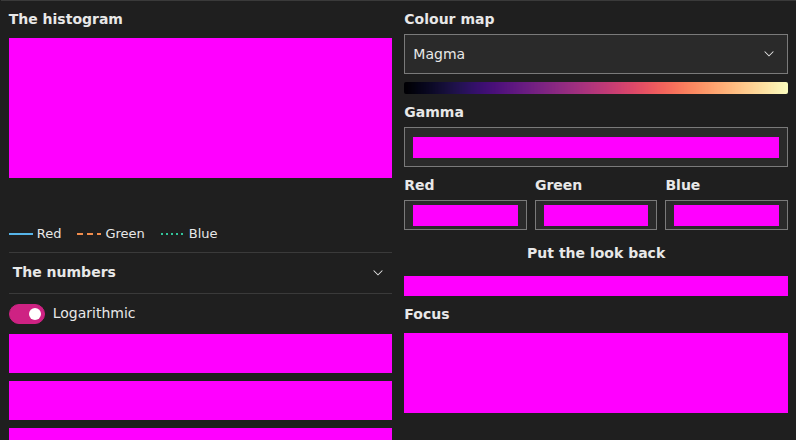 The histogram
Red
Green
Blue
The numbers
Logarithmic
Colour map
Magma
Gamma
Red
Green
Blue
Put the look back
Focus